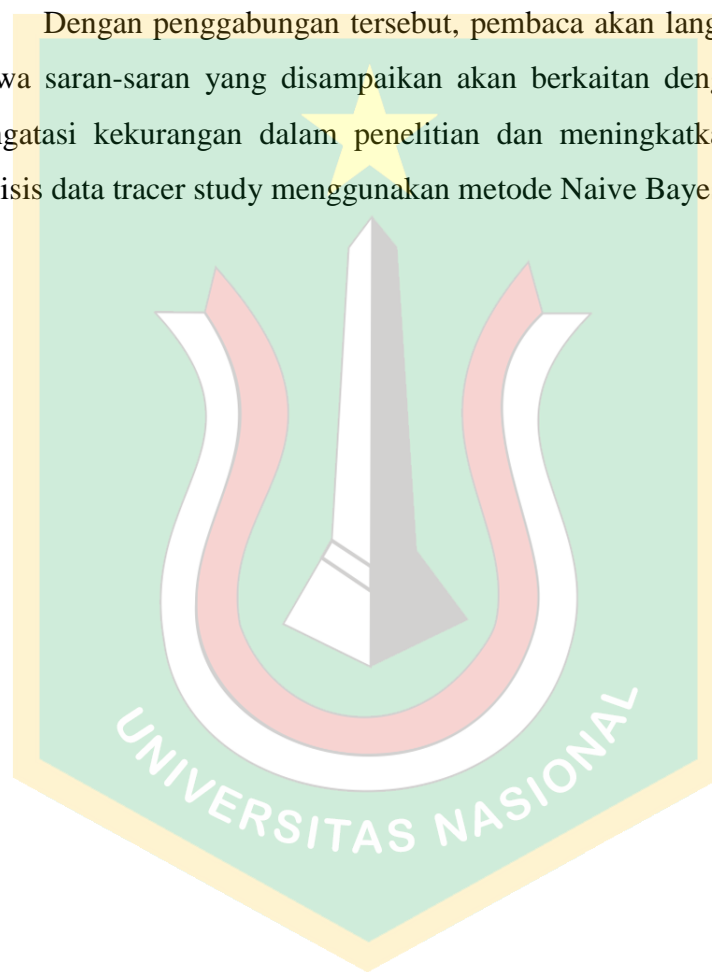 Dengan penggabungan tersebut, pembaca akan lang
wa saran-saran yang disampaikan akan berkaitan deng
ngatasi kekurangan dalam penelitian dan meningkatka
isis data tracer study menggunakan metode Naive Baye
UNIVERSITAS NASIONAL